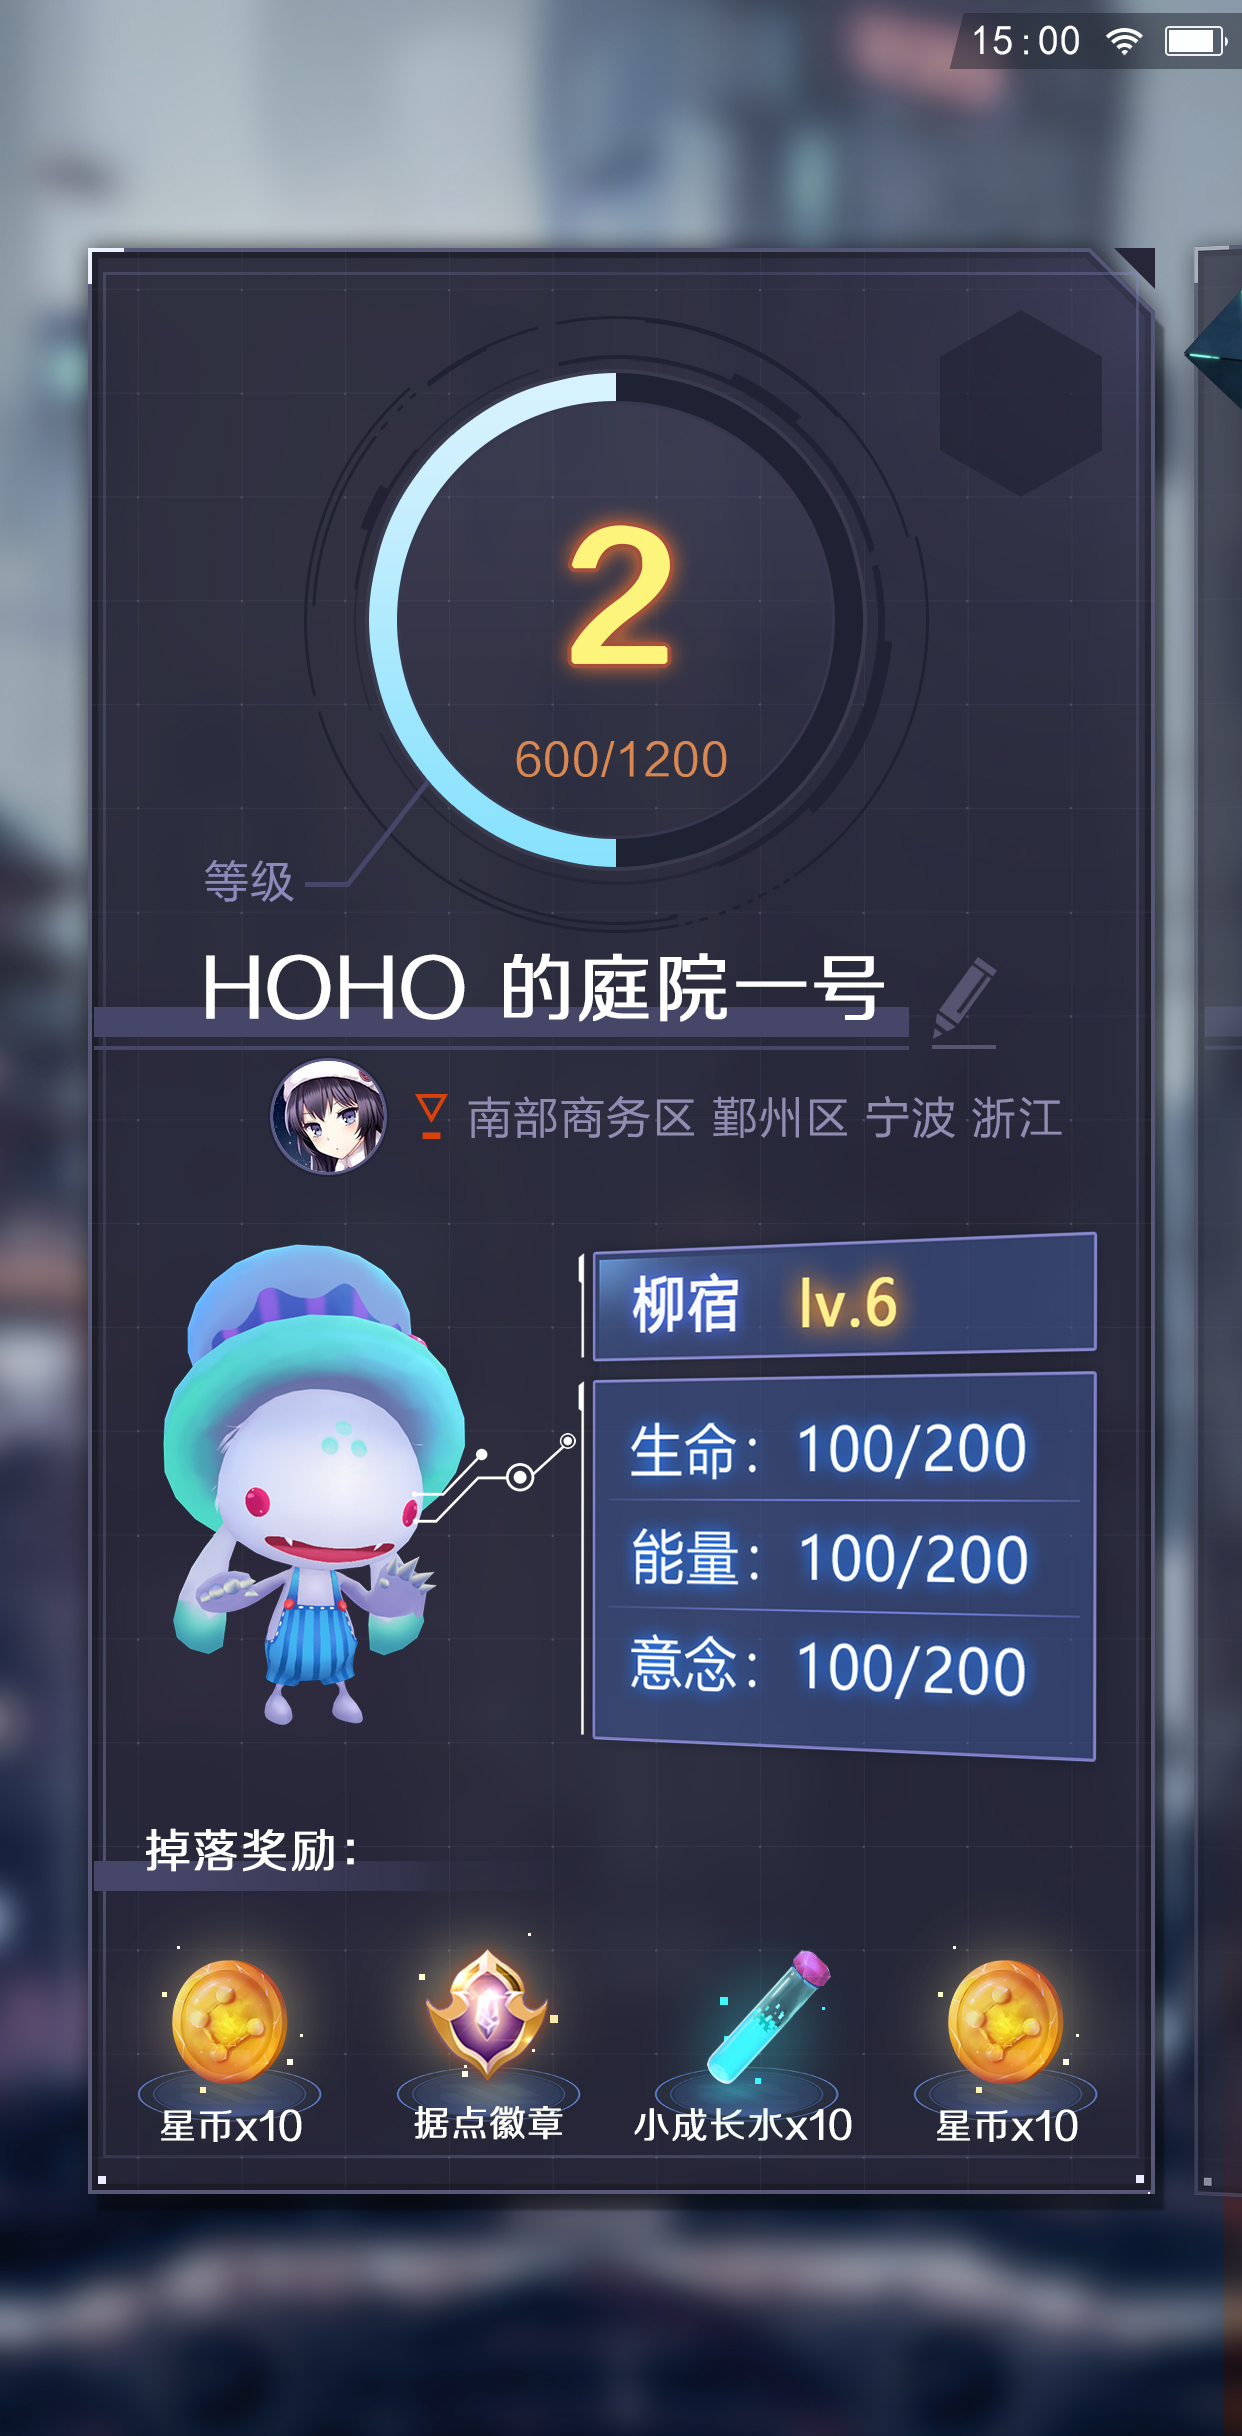 15:00
2
600/1200
等级
HOHO 的庭院一号
南部商务区 鄞州区 宁波 浙江
柳宿 lv.6
生命：100/200
能量：100/200
意念：100/200
掉落奖励：
星币x10 据点徽章 小成长水x10 星币x10